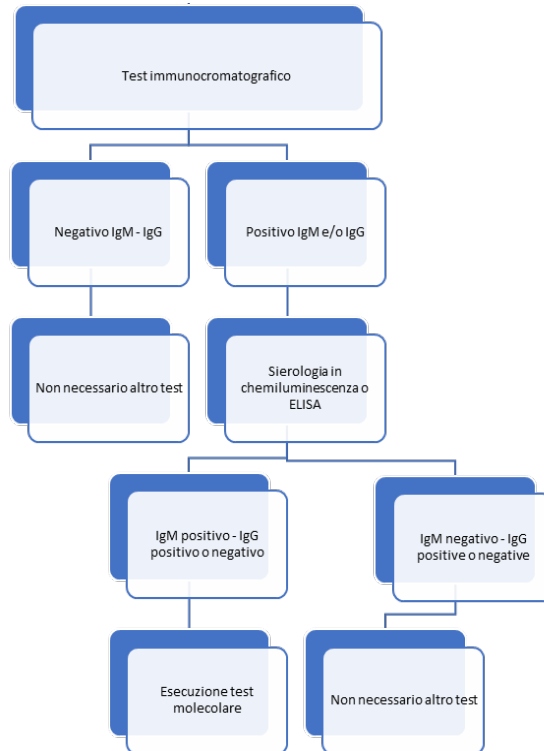 Test immunocromatografico
Negativo IgM - IgG
Positivo IgM e/o IgG
Non necessario altro test
Sierologia in
chemiluminescenza o
ELISA
IgM positivo - IgG
positivo o negativo
IgM negativo - IgG
positive o negative
Esecuzione test
molecolare
Non necessario altro test